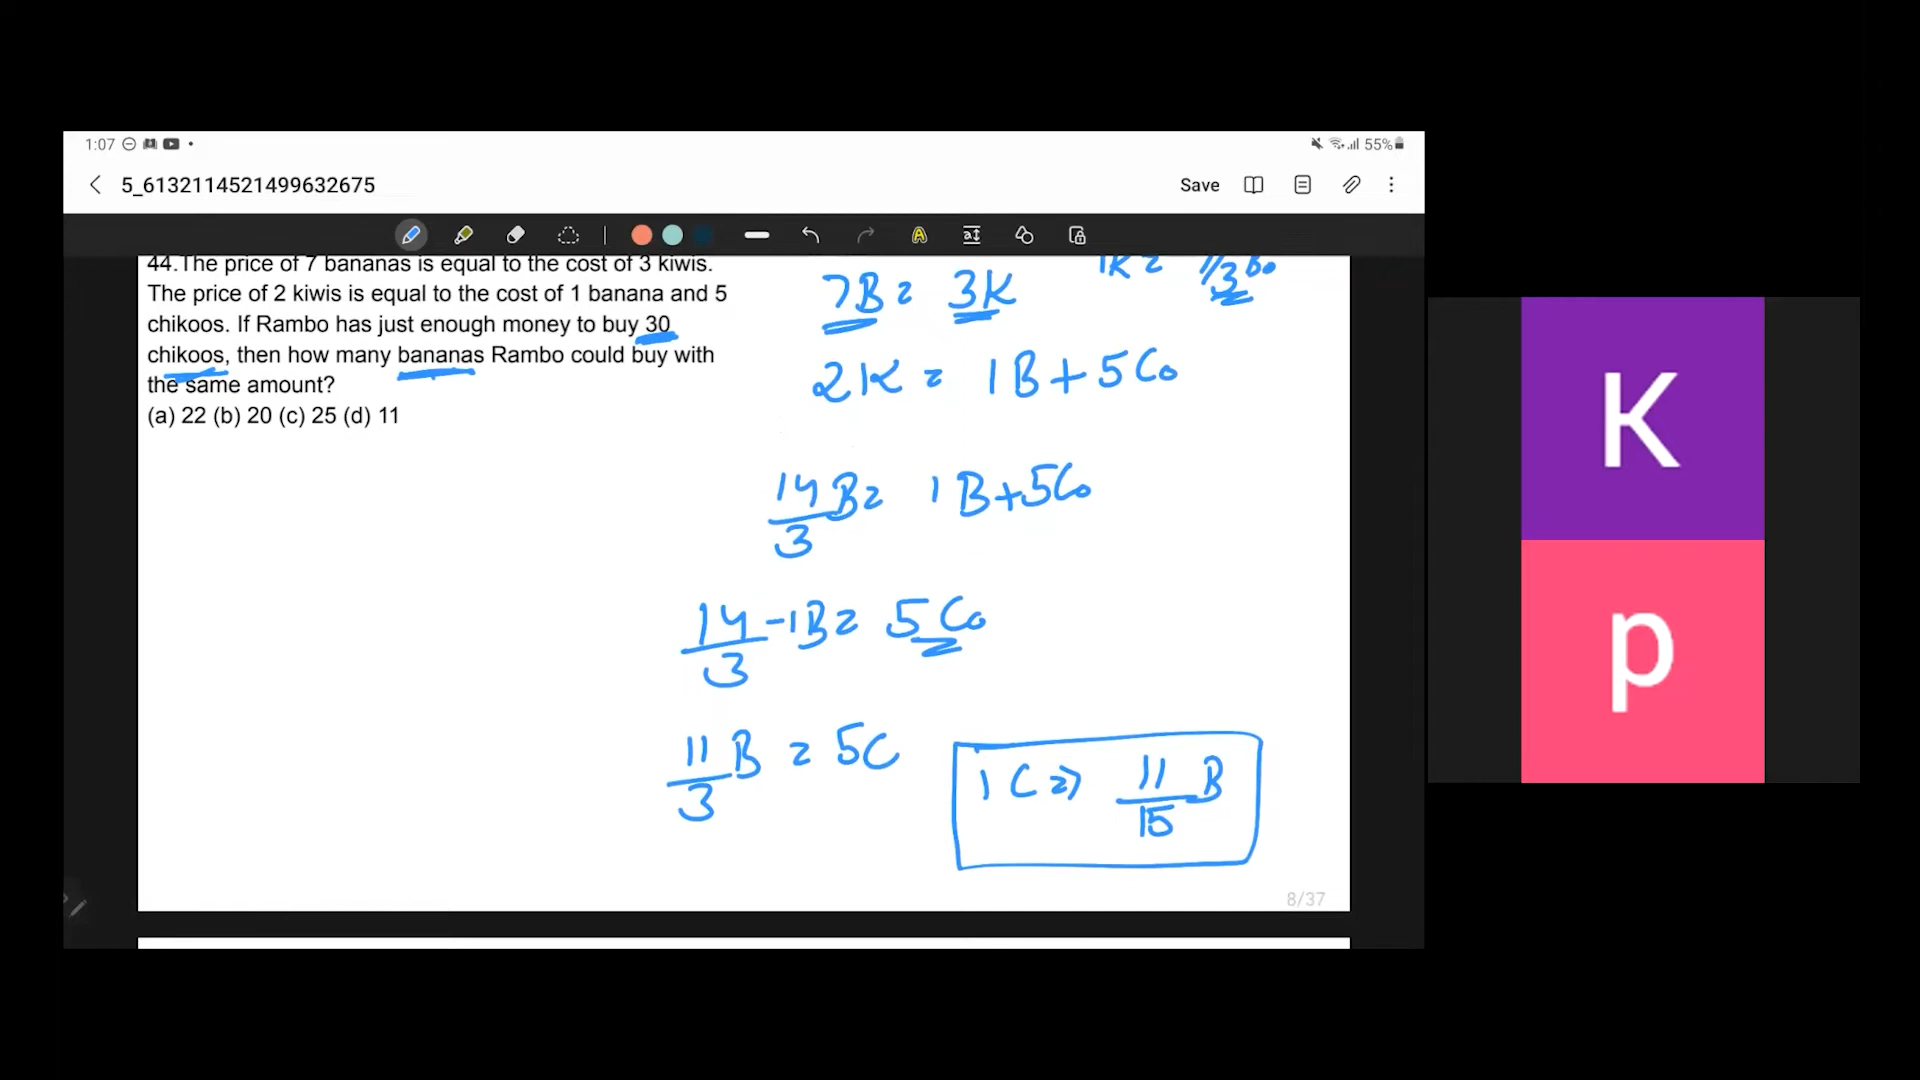 1:07
55%
5_6132114521499632675
Save
44.The price of 7 bananas is equal to the cost of 3 kiwis.
The price of 2 kiwis is equal to the cost of 1 banana and 5
chikoos. If Rambo has just enough money to buy 30
chikoos, then how many bananas Rambo could buy with
the same amount?
(a) 22 (b) 20 (c) 25 (d) 11
7B = 3K
1K =
2K = 1B + 5Co
14/3 B = 1B + 5Co
14/3 - 1B = 5Co
11/3 B = 5C
1C => 11/15 B
8/37
K
p